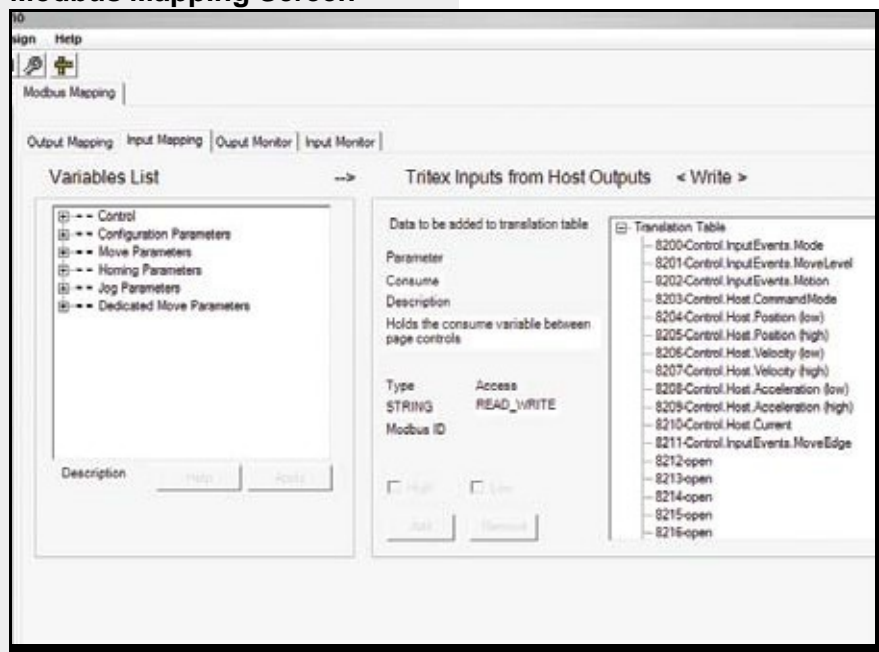 Modbus Mapping Screen
sign Help
Modbus Mapping
Output Mapping Input Mapping Ouput Monitor Input Monitor
Variables List --> Tritex Inputs from Host Outputs < Write >
Control
Configuration Parameters
Move Parameters
Homing Parameters
Jog Parameters
Dedicated Move Parameters
Description Help Apply
Data to be added to translation table
Parameter
Consume
Description
Holds the consume variable between
page controls
Type Access
STRING READ_WRITE
Modbus ID
High Low
Add Remove
Translation Table
8200-Control.InputEvents.Mode
8201-Control.InputEvents.MoveLevel
8202-Control.InputEvents.Motion
8203-Control.Host.CommandMode
8204-Control.Host.Position (low)
8205-Control.Host.Position (high)
8206-Control.Host.Velocity (low)
8207-Control.Host.Velocity (high)
8208-Control.Host.Acceleration (low)
8209-Control.Host.Acceleration (high)
8210-Control.Host.Current
8211-Control.InputEvents.MoveEdge
8212-open
8213-open
8214-open
8215-open
8216-open